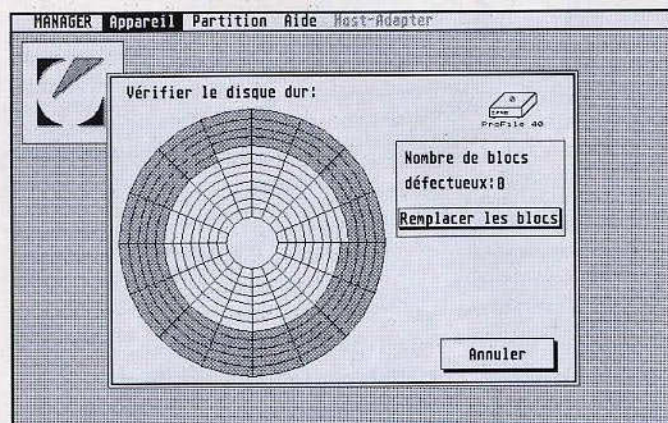 MANAGER Appareil Partition Aide Host-Adapter
Vérifier le disque dur:
ProFile 40
Nombre de blocs
défectueux:0
Remplacer les blocs
Annuler